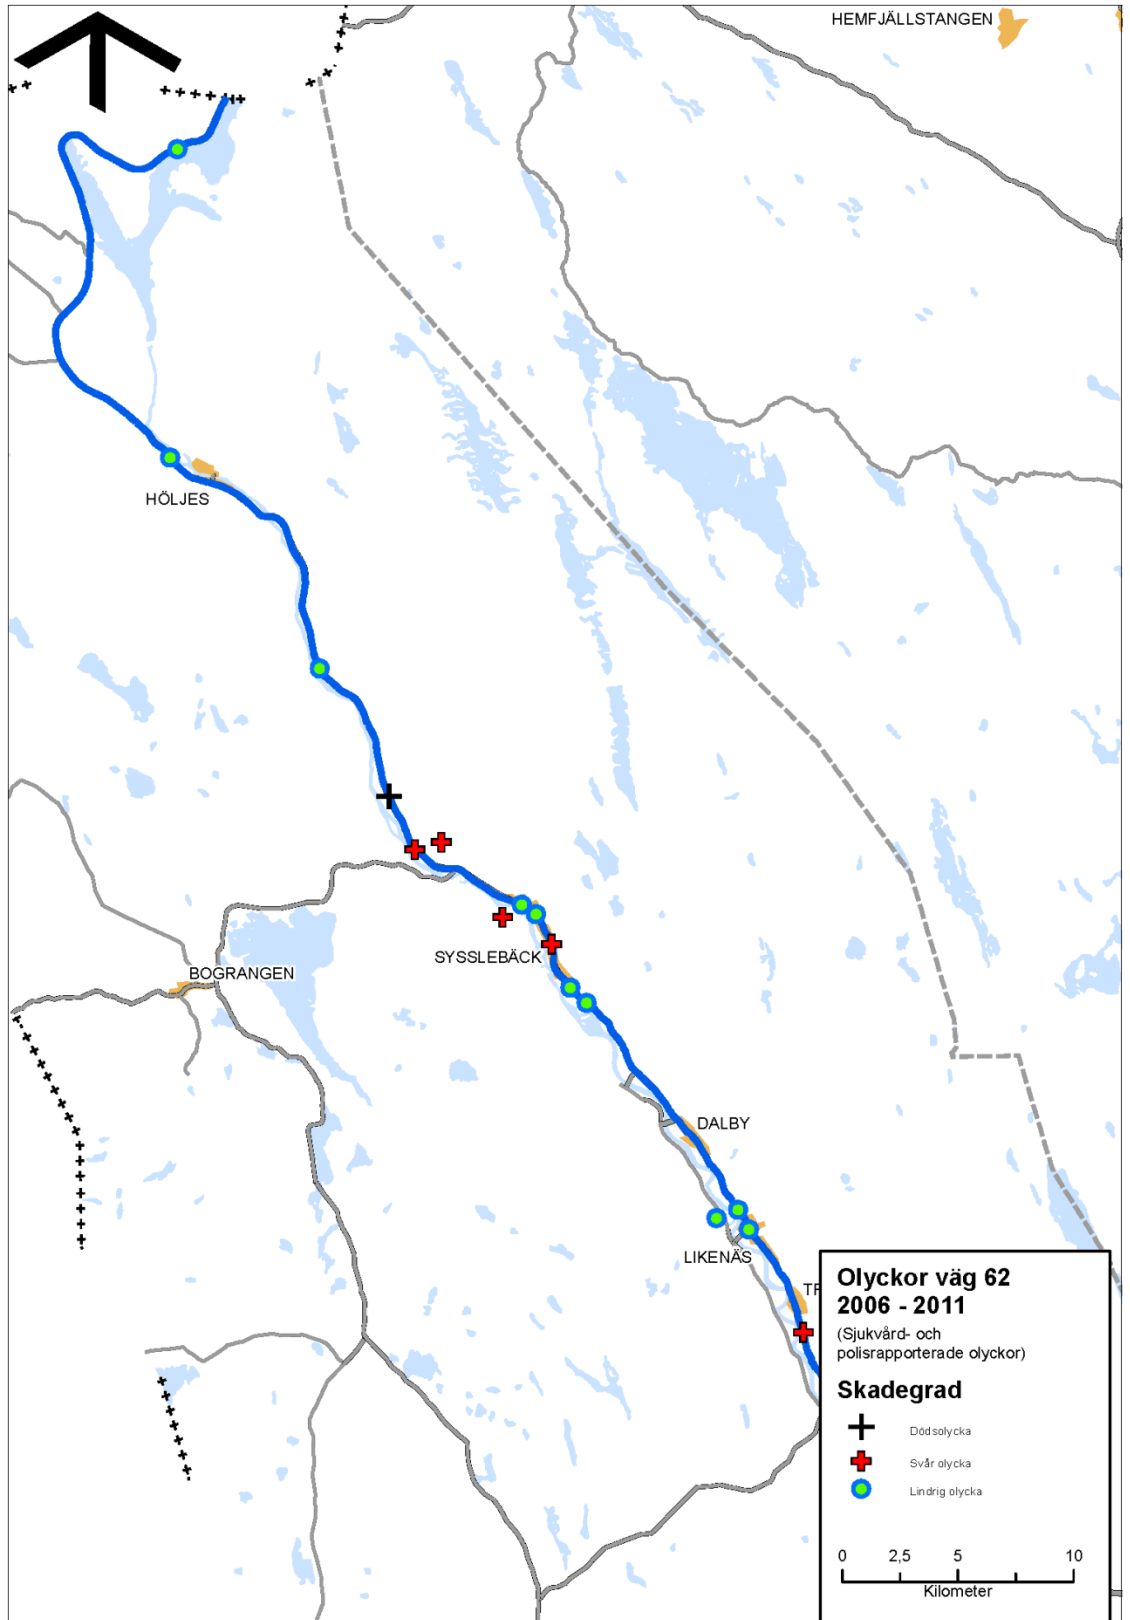 HEMFJÄLLSTANGEN
HÖLJES
SYSSLEBÄCK
BOGRANGEN
DALBY
LIKENÄS
Olyckor väg 62
2006 - 2011
(Sjukvård- och
polisrapporterade olyckor)
Skadegrad
Dödsolycka
Svår olycka
Lindrig olycka
0 2,5 5 10
Kilometer